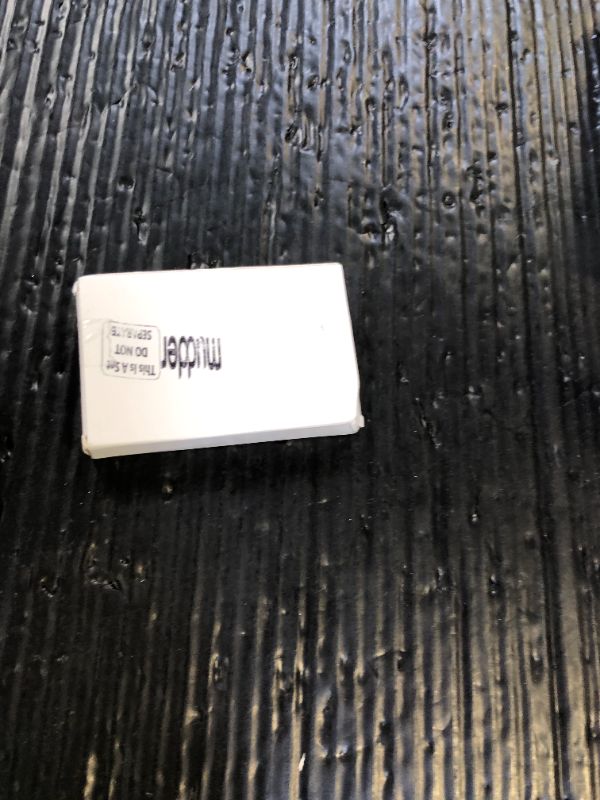 mudder
This Is A Set
DO NOT
SEPARATE